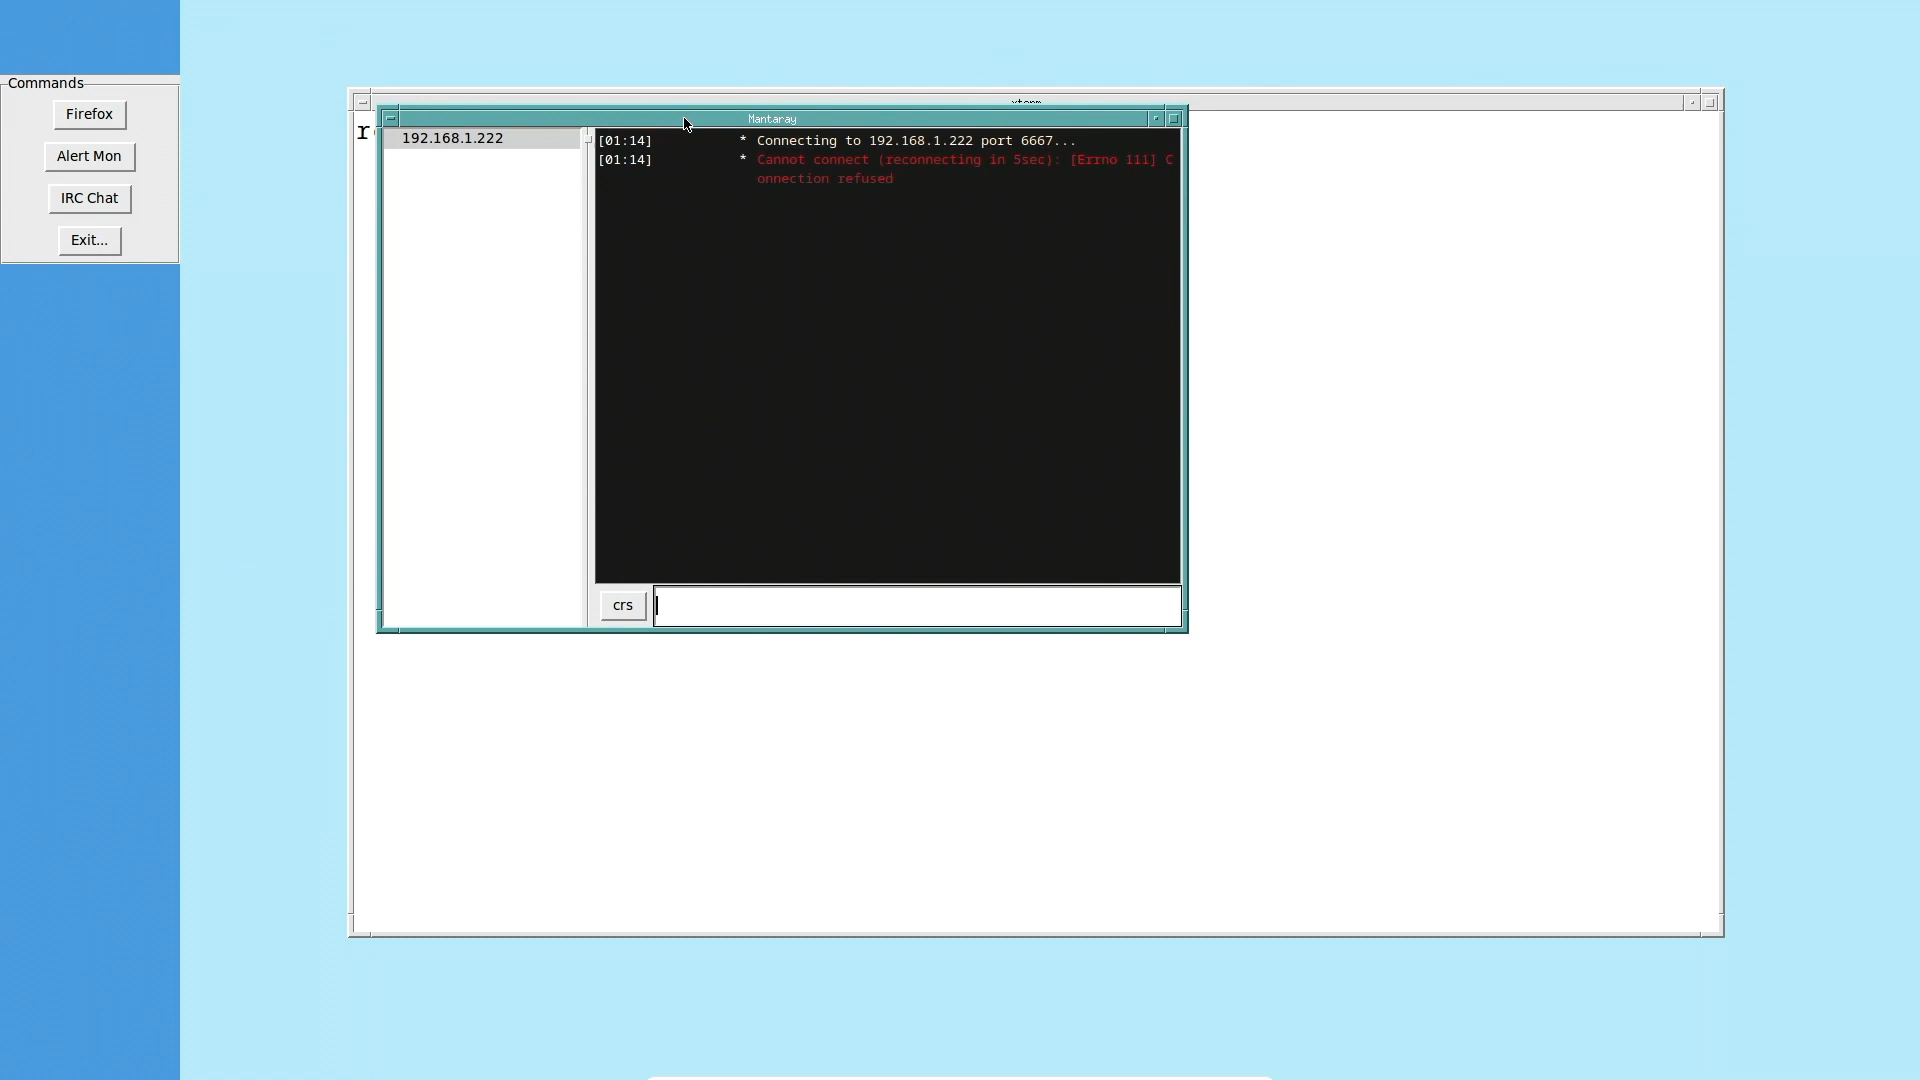 Commands
Firefox
Alert Mon
IRC Chat
Exit...
xterm
Mantaray
192.168.1.222
[01:14] * Connecting to 192.168.1.222 port 6667...
[01:14] * Cannot connect (reconnecting in 5sec): [Errno 111] C
onnection refused
crs